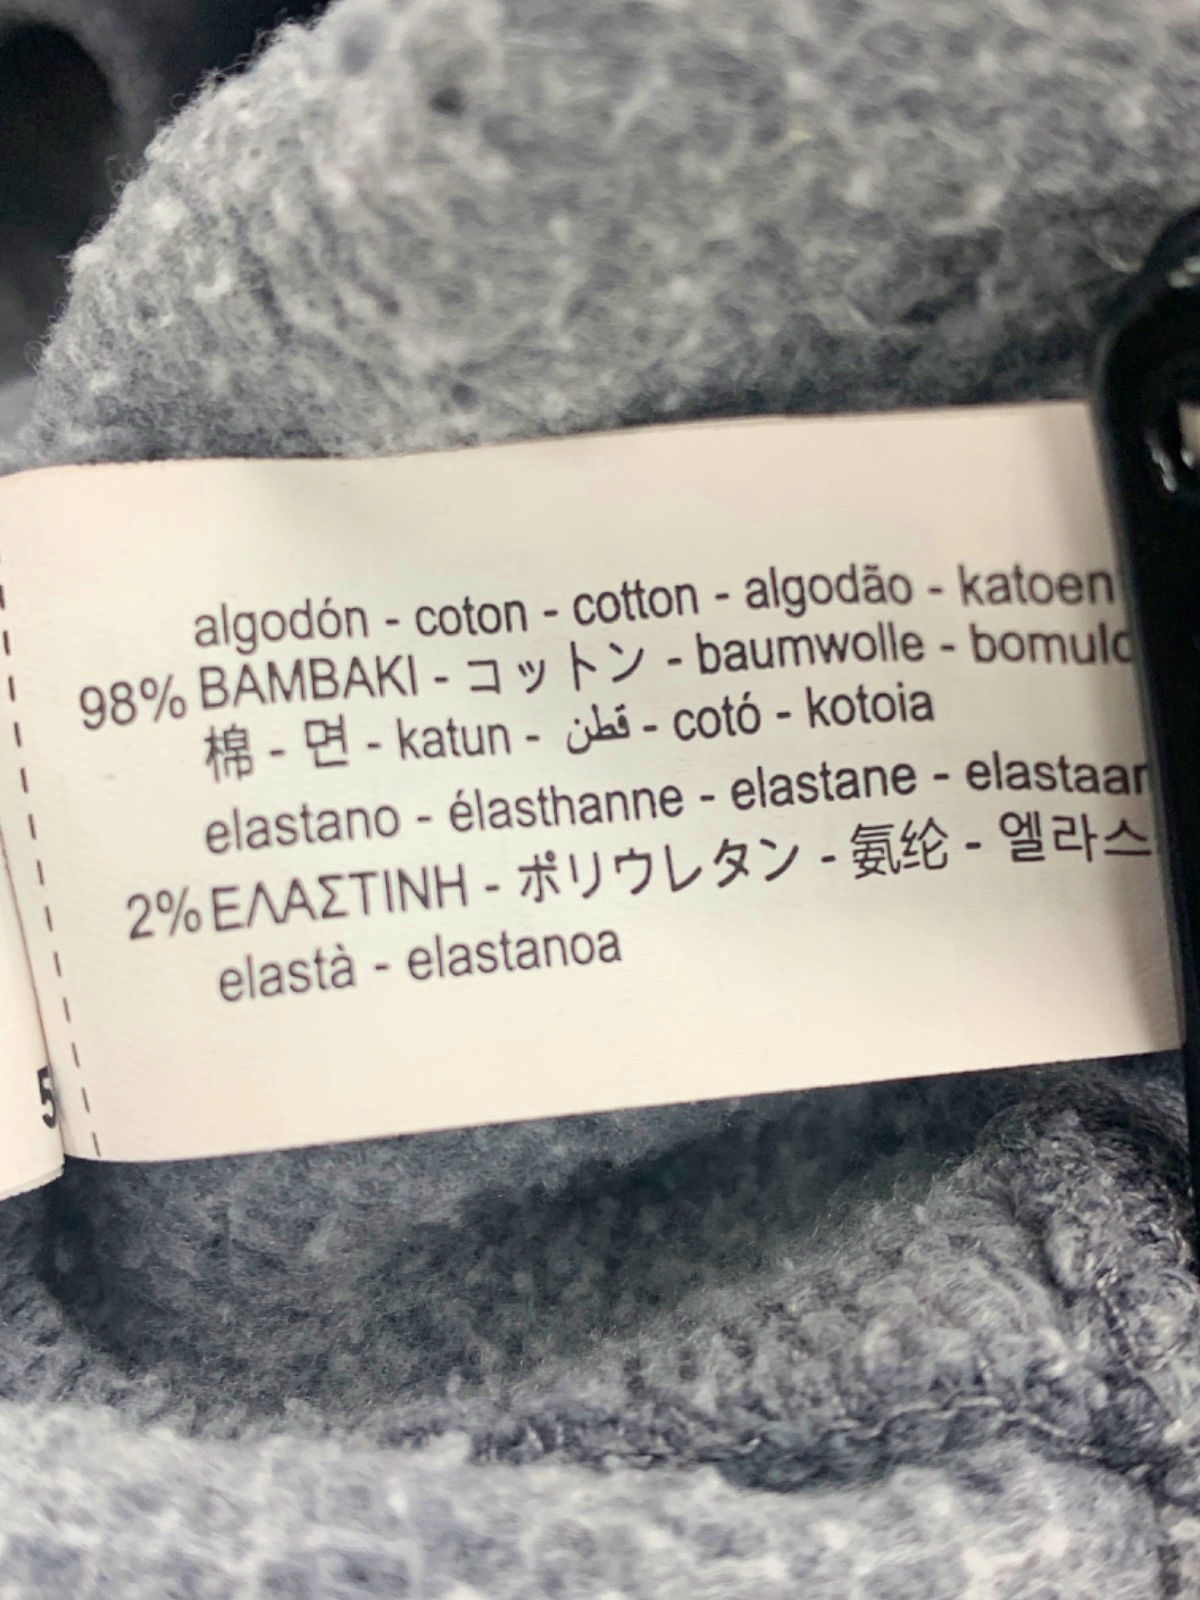 algodón - coton - cotton - algodão - katoen
98% BAMBAKI - コットン - baumwolle - bomuld
棉 - 면 - katun - قطن - cotó - kotoia
elastano - élasthanne - elastane - elastaan
2% ΕΛΑΣΤΙΝΗ - ポリウレタン - 氨纶 - 엘라스
elastà - elastanoa
5